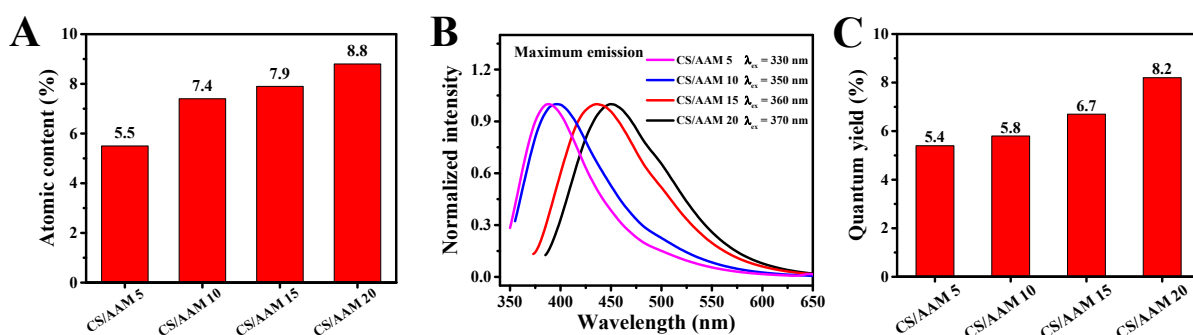 A
Atomic content (%)
10
8
6
4
2
0
5.5
7.4
7.9
8.8
CS/AAM 5
CS/AAM 10
CS/AAM 15
CS/AAM 20
B
Normalized intensity
1.2
0.9
0.6
0.3
0.0
Maximum emission
CS/AAM 5 λex = 330 nm
CS/AAM 10 λex = 350 nm
CS/AAM 15 λex = 360 nm
CS/AAM 20 λex = 370 nm
350 400 450 500 550 600 650
Wavelength (nm)
C
Quantum yield (%)
10
8
6
4
2
0
5.4
5.8
6.7
8.2
CS/AAM 5
CS/AAM 10
CS/AAM 15
CS/AAM 20